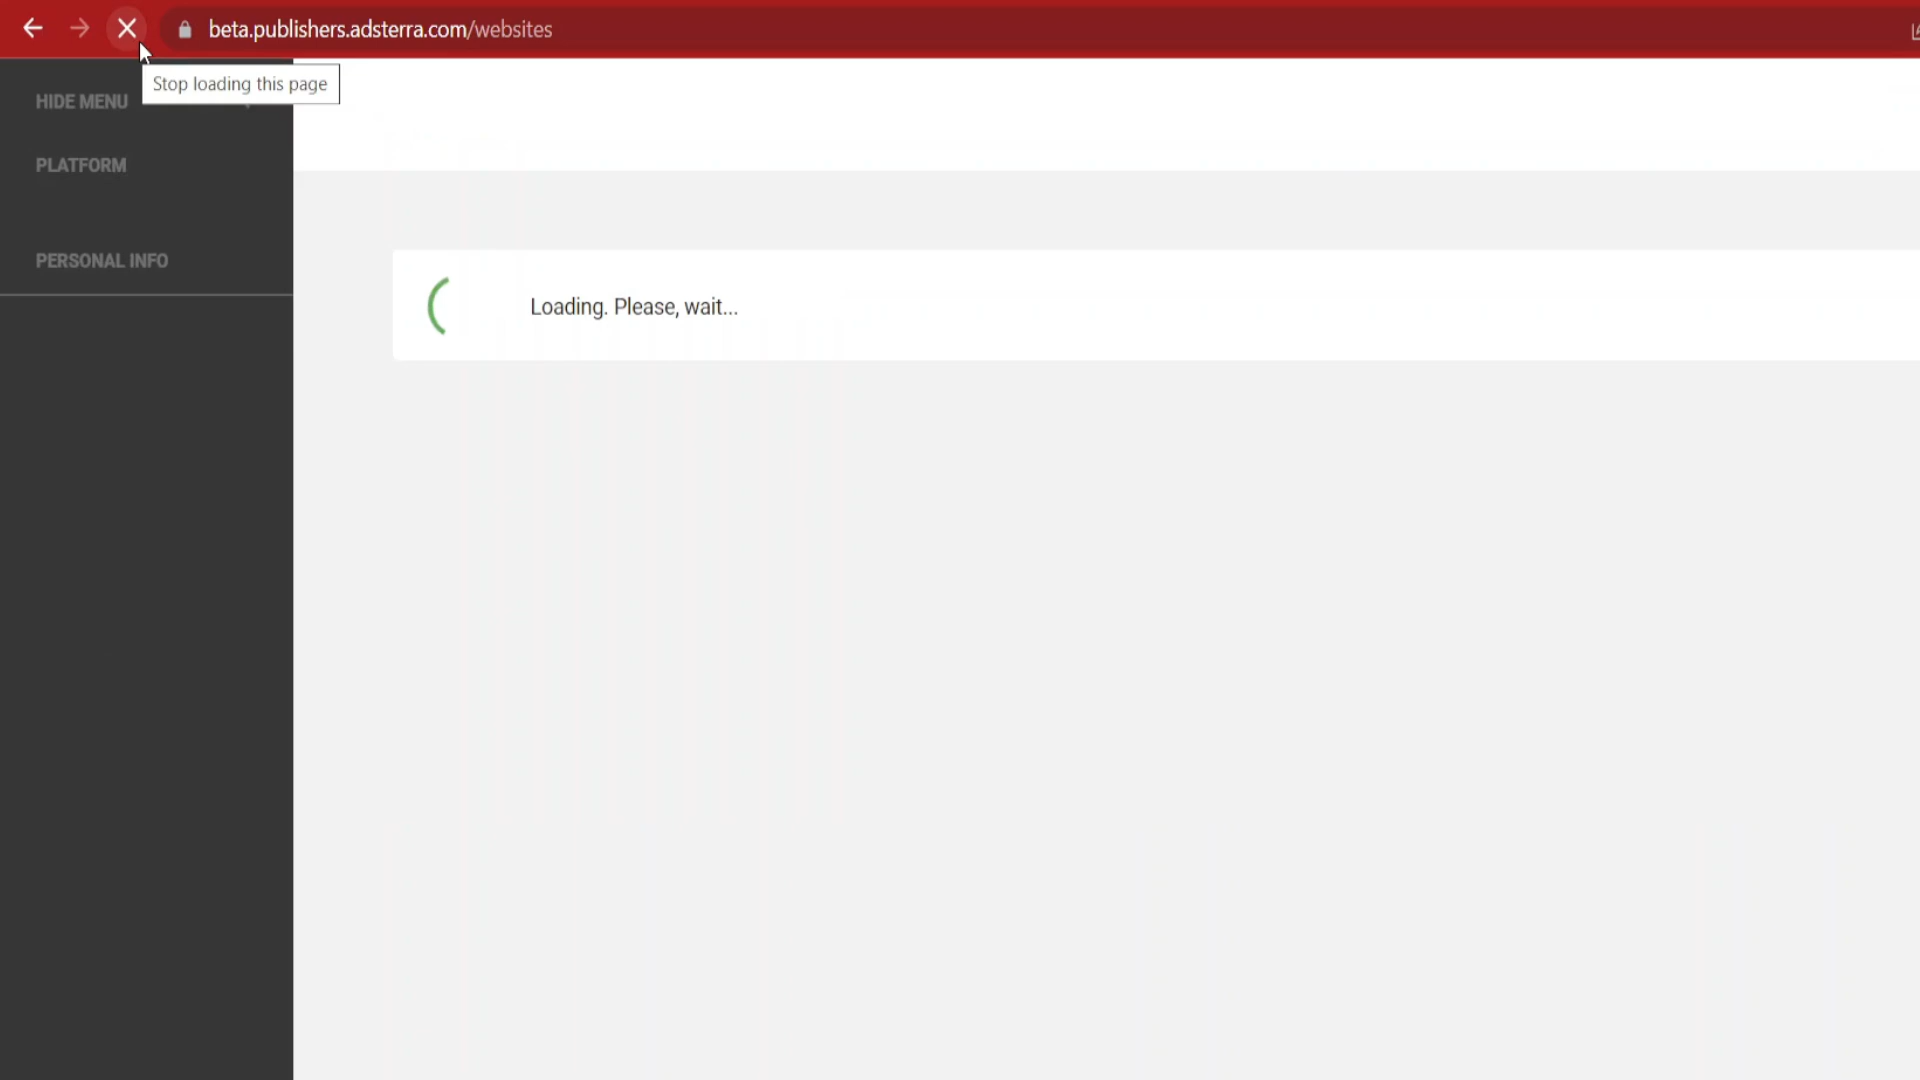 beta.publishers.adsterra.com/websites
Stop loading this page
HIDE MENU
PLATFORM
PERSONAL INFO
Loading. Please, wait...